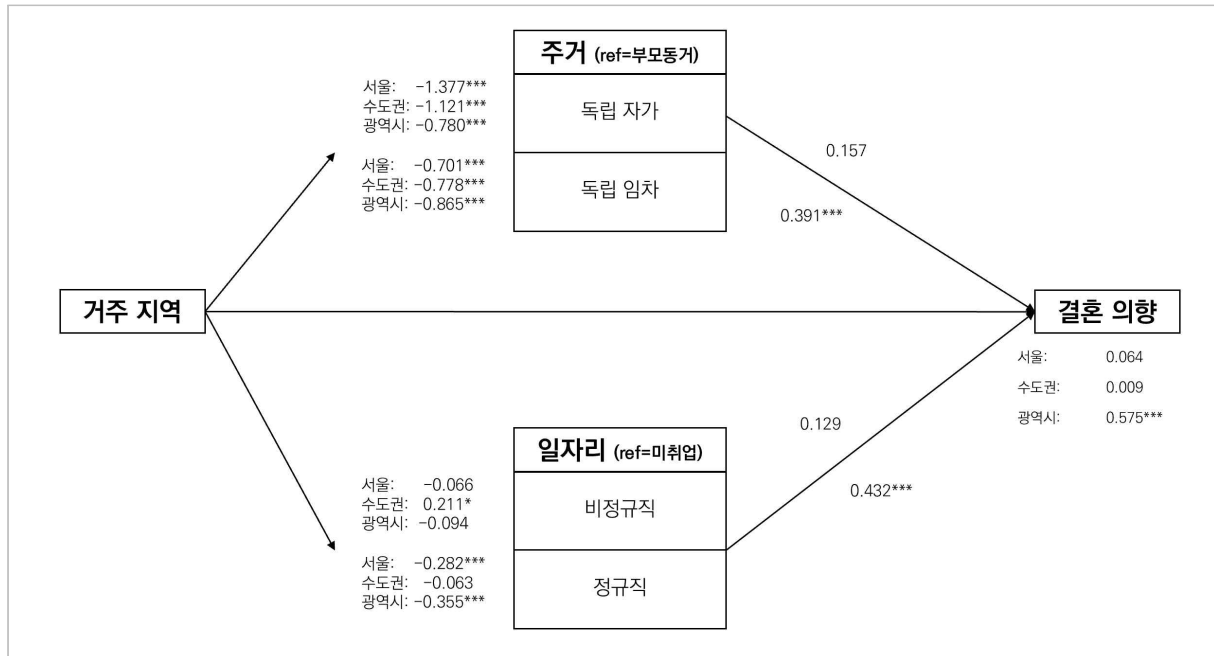 주거 (ref=부모동거)
서울: -1.377***
수도권: -1.121***
광역시: -0.780***
독립 자가
서울: -0.701***
수도권: -0.778***
광역시: -0.865***
독립 임차
0.157
0.391***
거주 지역
결혼 의향
서울: 0.064
수도권: 0.009
광역시: 0.575***
일자리 (ref=미취업)
서울: -0.066
수도권: 0.211*
광역시: -0.094
비정규직
서울: -0.282***
수도권: -0.063
광역시: -0.355***
정규직
0.129
0.432***